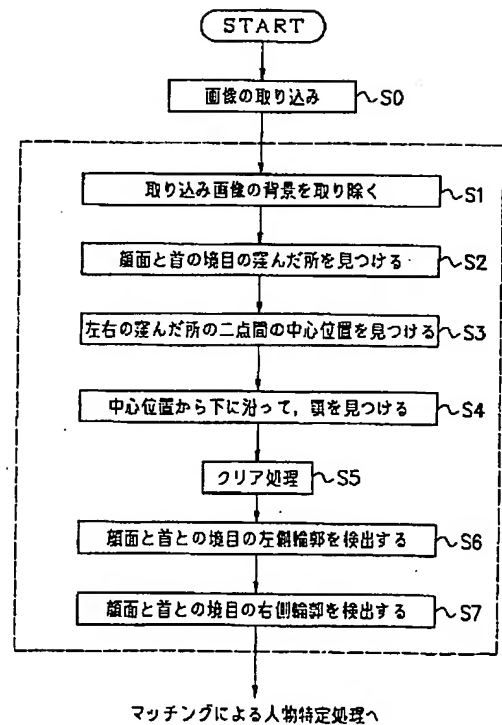 START
画像の取り込み
S0
取り込み画像の背景を取り除く
S1
顔面と首の境目の窪んだ所を見つける
S2
左右の窪んだ所の二点間の中心位置を見つける
S3
中心位置から下に沿って，顎を見つける
S4
クリア処理
S5
顔面と首との境目の左側輪郭を検出する
S6
顔面と首との境目の右側輪郭を検出する
S7
マッチングによる人物特定処理へ